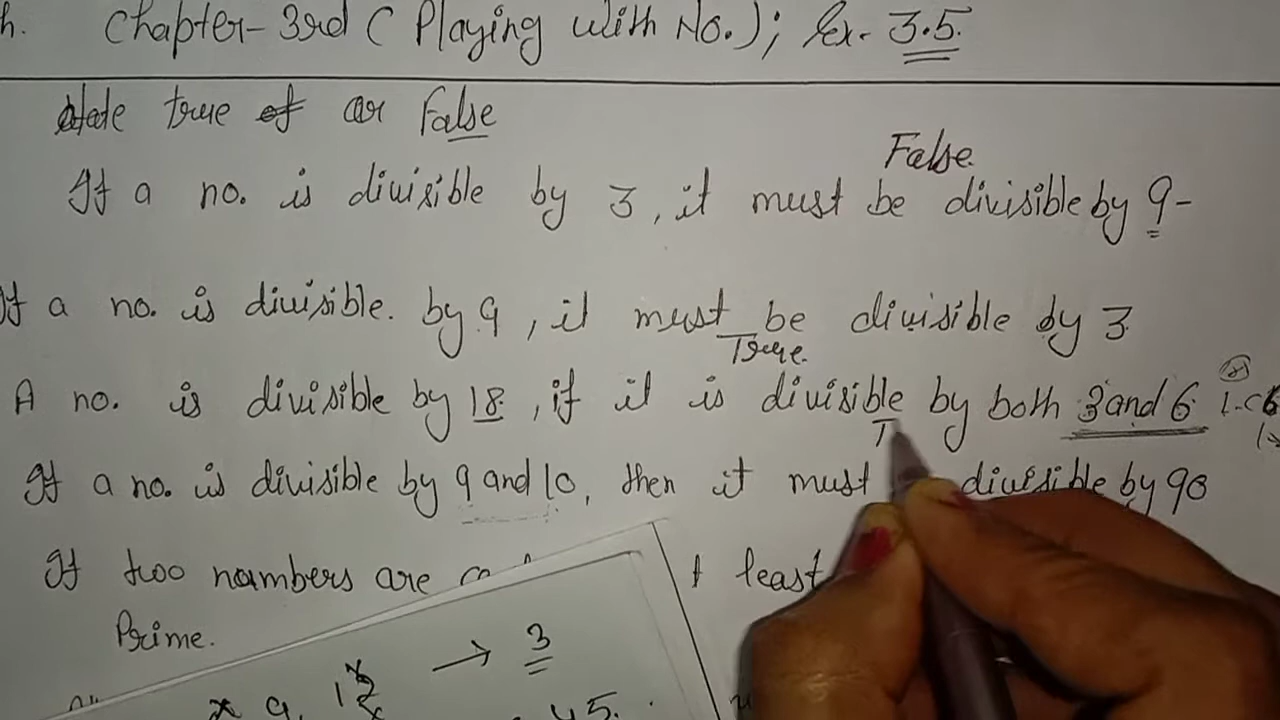 h. Chapter-3rd ( Playing with No.); Ex- 3.5.
State true of or False
False.
If a no. is divisible by 3, it must be divisible by 9-
If a no. is divisible. by 9, it must be divisible by 3
True.
A no. is divisible by 18, if it is divisible by both 3 and 6
T
If a no. is divisible by 9 and 10, then it must divisible by 90
If two numbers are least
Prime.
→ 3
x 9, 12
45.